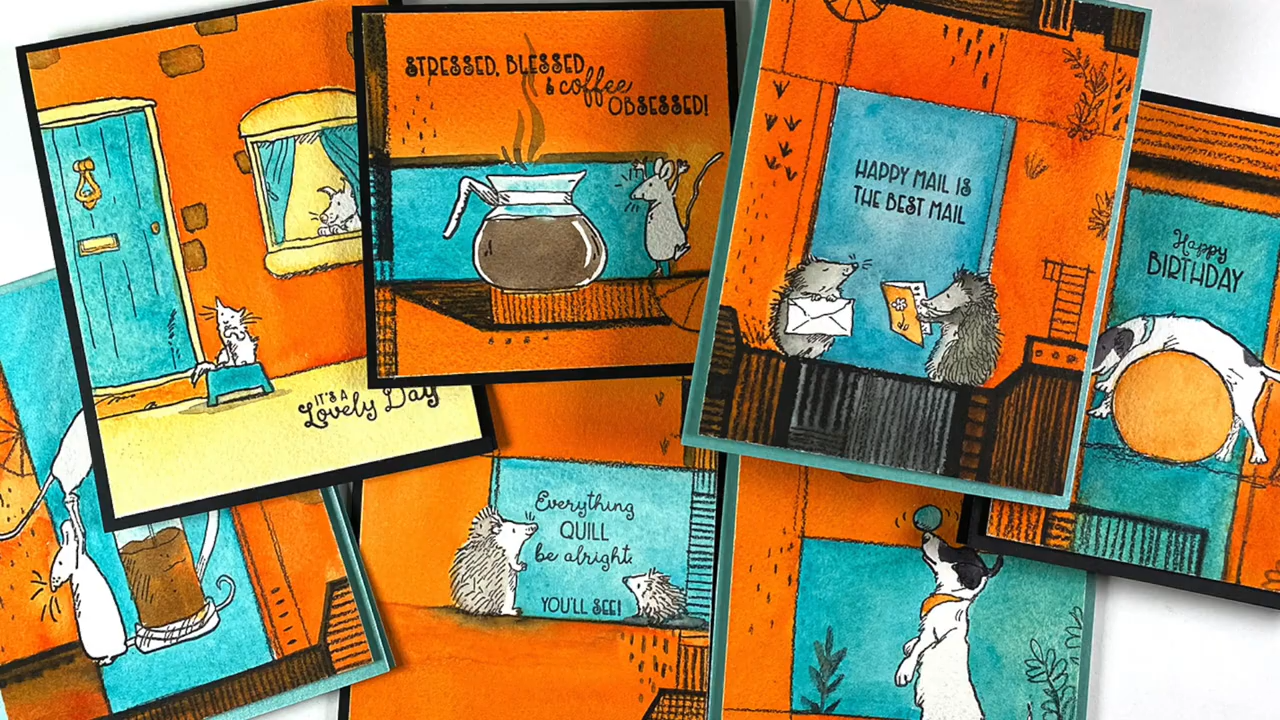 STRESSED, BLESSED
& coffee
OBSESSED!
HAPPY MAIL IS
THE BEST MAIL
Happy
BIRTHDAY
IT'S A
Lovely Day
Everything
QUILL
be alright.
YOU'LL SEE!